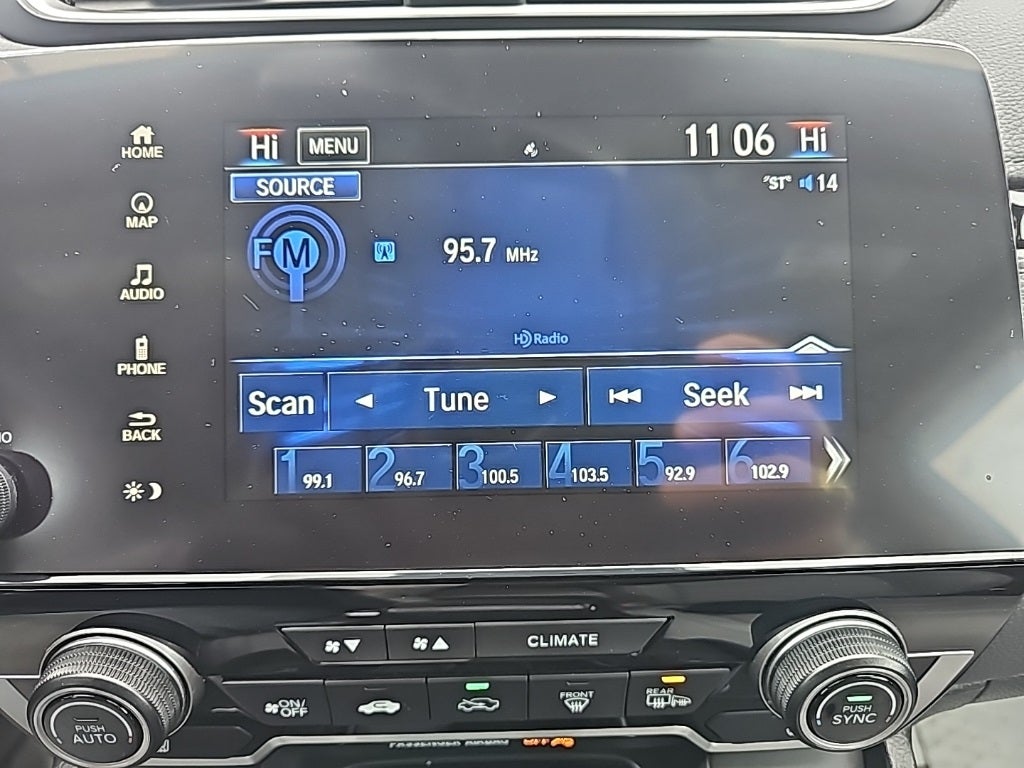 HOME
MAP
AUDIO
PHONE
BACK
Hi MENU 11 06 Hi
SOURCE "ST" 14
FM 95.7 MHz
HD Radio
Scan Tune Seek
1 99.1 2 96.7 3 100.5 4 103.5 5 92.9 6 102.9
CLIMATE
PUSH AUTO
ON/OFF
FRONT
REAR
PUSH SYNC